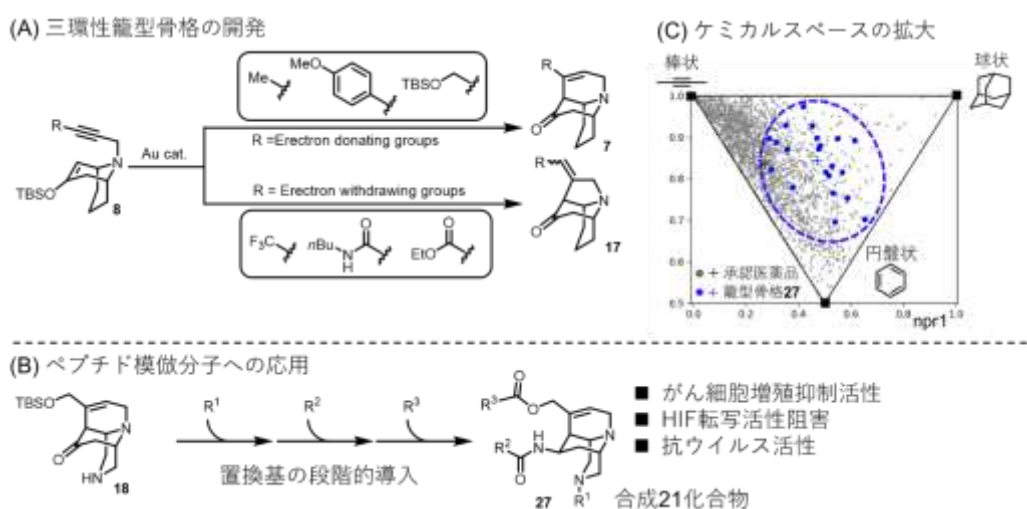 (A) 三環性籠型骨格の開発
MeO
Me
TBSO
R
N
O
7
R =Erectron donating groups
Au cat.
R
N
TBSO
8
R = Erectron withdrawing groups
R
N
O
17
F₃C
nBu
N
H
O
EtO
O
(C) ケミカルスペースの拡大
棒状
球状
1.0
0.9
0.8
0.7
0.6
0.5
円盤状
+ 承認医薬品
+ 籠型骨格27
0.0 0.2 0.4 0.6 0.8 1.0
npr1
(B) ペプチド模倣分子への応用
TBSO
N
O
HN
18
R¹ R² R³
置換基の段階的導入
O
R³
O
N
R²
H
N
O
N
R¹
27
合成21化合物
■ がん細胞増殖抑制活性
■ HIF転写活性阻害
■ 抗ウイルス活性